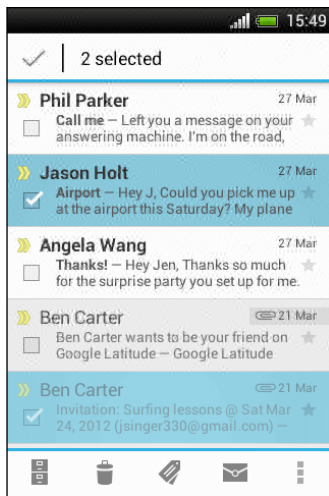 15:49
2 selected
Phil Parker 27 Mar
Call me — Left you a message on your
answering machine. I'm on the road,
Jason Holt 27 Mar
Airport — Hey J, Could you pick me up
at the airport this Saturday? My plane
Angela Wang 27 Mar
Thanks! — Hey Jen, Thanks so much
for the surprise party you set up for me.
Ben Carter 21 Mar
Ben Carter wants to be your friend on
Google Latitude — Google Latitude
Ben Carter 21 Mar
Invitation: Surfing lessons @ Sat Mar
24, 2012 (jsinger330@gmail.com) —